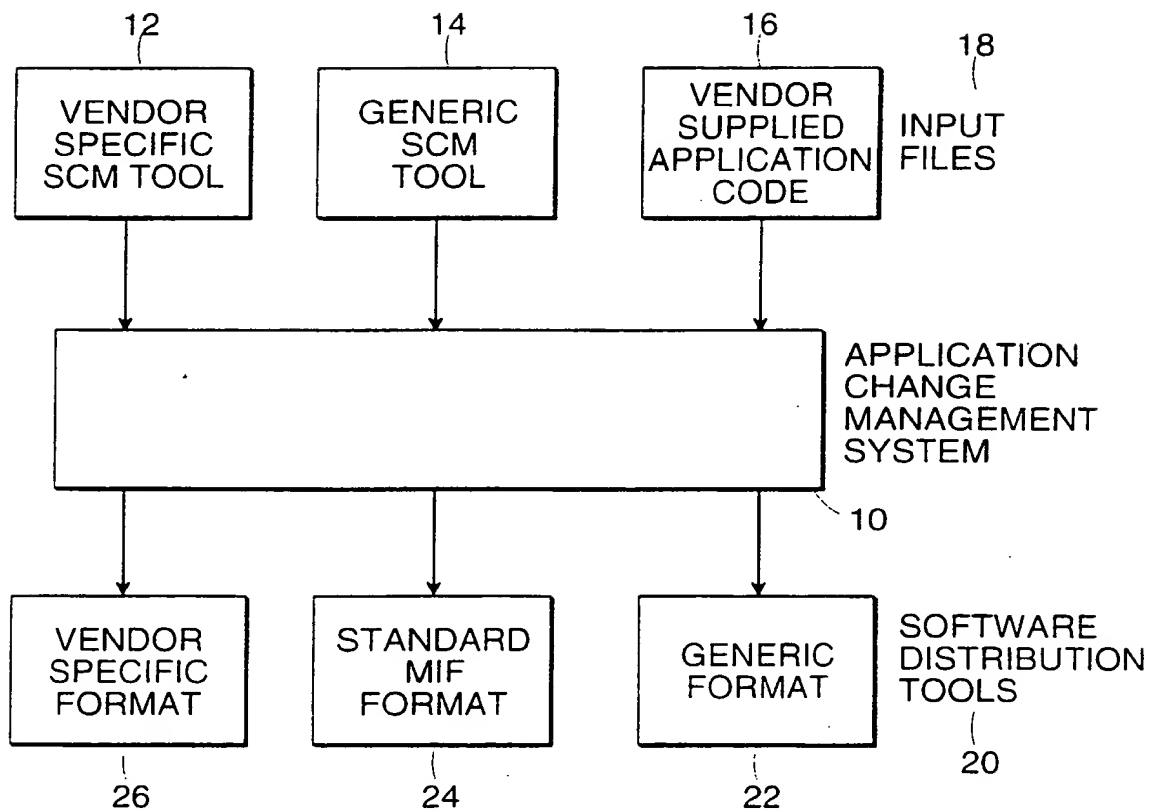 12
14
16
18
VENDOR
SPECIFIC
SCM TOOL
GENERIC
SCM
TOOL
VENDOR
SUPPLIED
APPLICATION
CODE
INPUT
FILES
APPLICATION
CHANGE
MANAGEMENT
SYSTEM
10
VENDOR
SPECIFIC
FORMAT
STANDARD
MIF
FORMAT
GENERIC
FORMAT
SOFTWARE
DISTRIBUTION
TOOLS
26
24
22
20